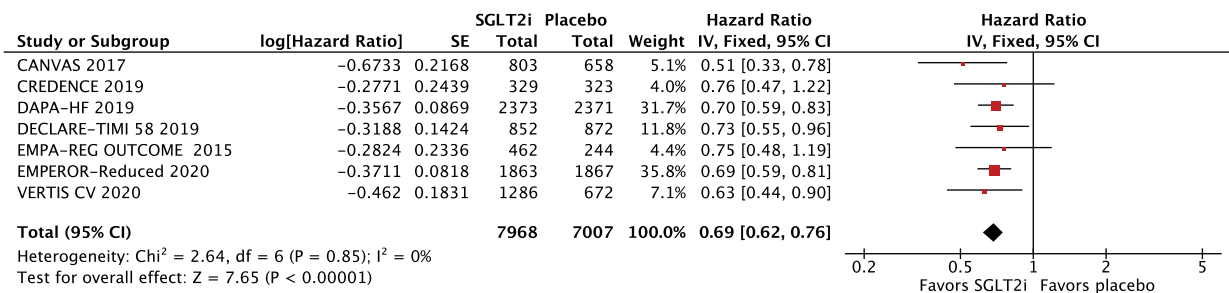 SGLT2i Placebo Hazard Ratio Hazard Ratio
Study or Subgroup log[Hazard Ratio] SE Total Total Weight IV, Fixed, 95% CI IV, Fixed, 95% CI
CANVAS 2017 −0.6733 0.2168 803 658 5.1% 0.51 [0.33, 0.78]
CREDENCE 2019 −0.2771 0.2439 329 323 4.0% 0.76 [0.47, 1.22]
DAPA-HF 2019 −0.3567 0.0869 2373 2371 31.7% 0.70 [0.59, 0.83]
DECLARE-TIMI 58 2019 −0.3188 0.1424 852 872 11.8% 0.73 [0.55, 0.96]
EMPA-REG OUTCOME 2015 −0.2824 0.2336 462 244 4.4% 0.75 [0.48, 1.19]
EMPEROR-Reduced 2020 −0.3711 0.0818 1863 1867 35.8% 0.69 [0.59, 0.81]
VERTIS CV 2020 −0.462 0.1831 1286 672 7.1% 0.63 [0.44, 0.90]
Total (95% CI) 7968 7007 100.0% 0.69 [0.62, 0.76]
Heterogeneity: Chi² = 2.64, df = 6 (P = 0.85); I² = 0%
Test for overall effect: Z = 7.65 (P < 0.00001)
0.2 0.5 1 2 5
Favors SGLT2i Favors placebo